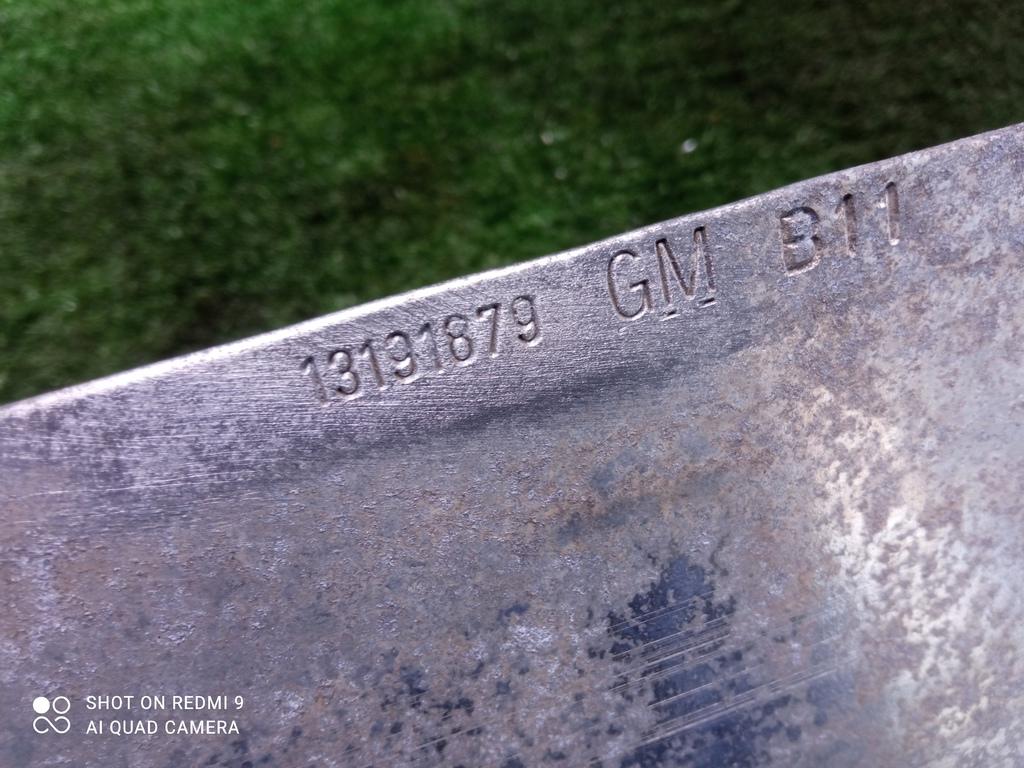 13191879 GM B11
SHOT ON REDMI 9
AI QUAD CAMERA